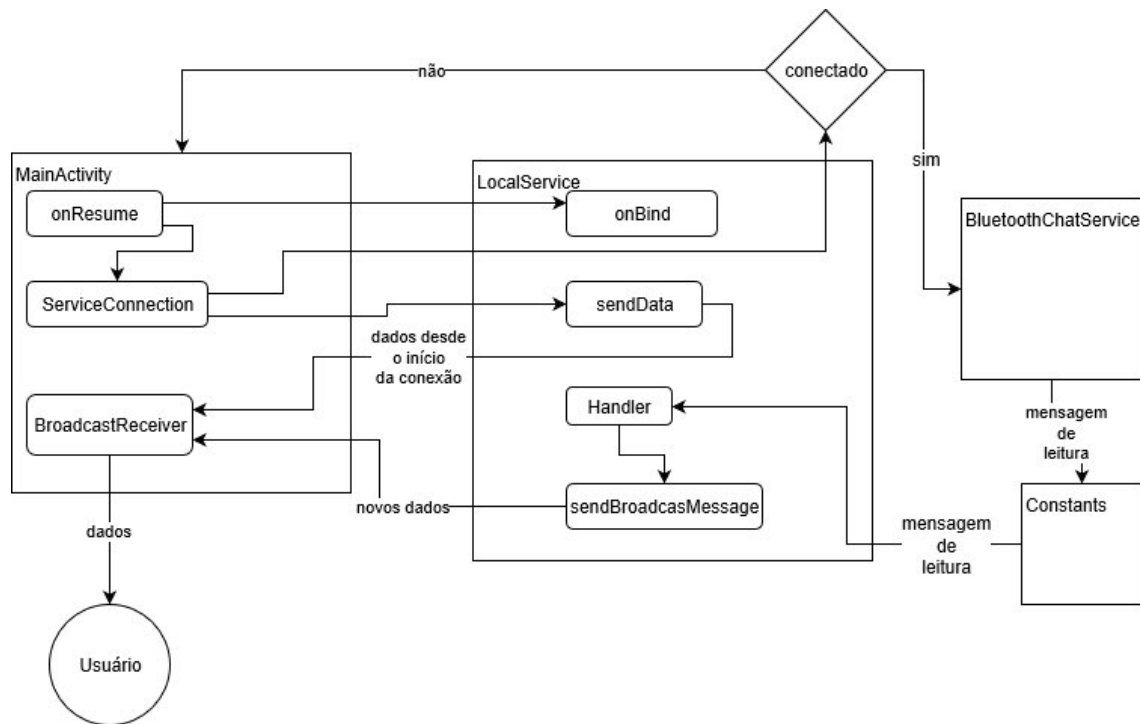 conectado
não
sim
MainActivity
onResume
LocalService
onBind
BluetoothChatService
ServiceConnection
sendData
dados desde
o início
da conexão
Handler
BroadcastReceiver
mensagem
de
leitura
novos dados
sendBroadcasMessage
Constants
mensagem
de
leitura
dados
Usuário